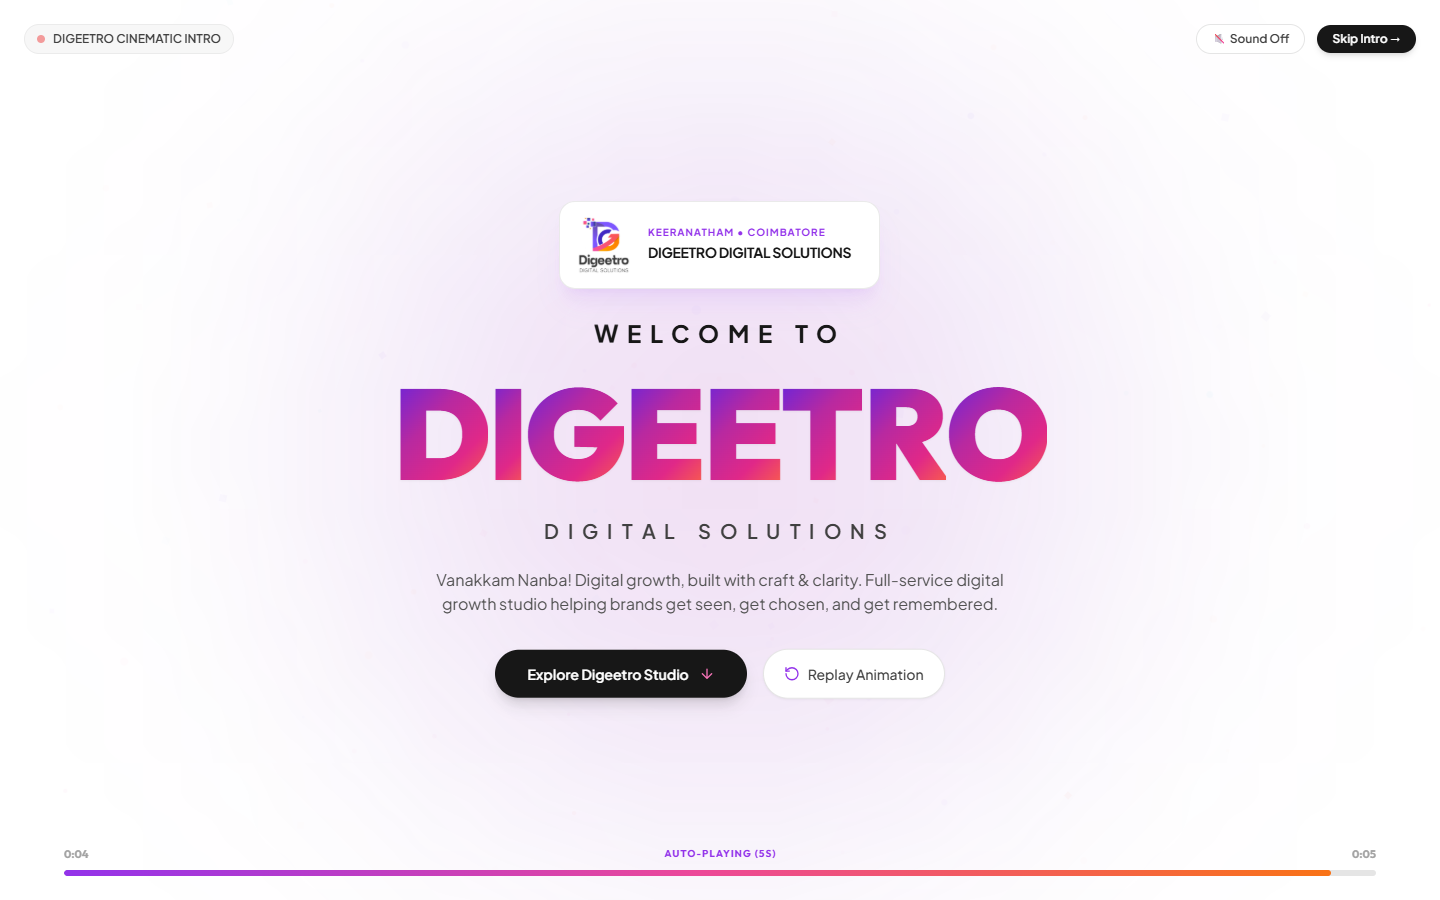 DIGEETRO CINEMATIC INTRO
Sound Off
Skip Intro →
Digeetro
DIGITAL SOLUTIONS
KEERANATHAM • COIMBATORE
DIGEETRO DIGITAL SOLUTIONS
WELCOME TO
DIGEETRO
DIGITAL SOLUTIONS
Vanakkam Nanba! Digital growth, built with craft & clarity. Full-service digital
growth studio helping brands get seen, get chosen, and get remembered.
Explore Digeetro Studio ↓
Replay Animation
0:04
AUTO-PLAYING (5S)
0:05